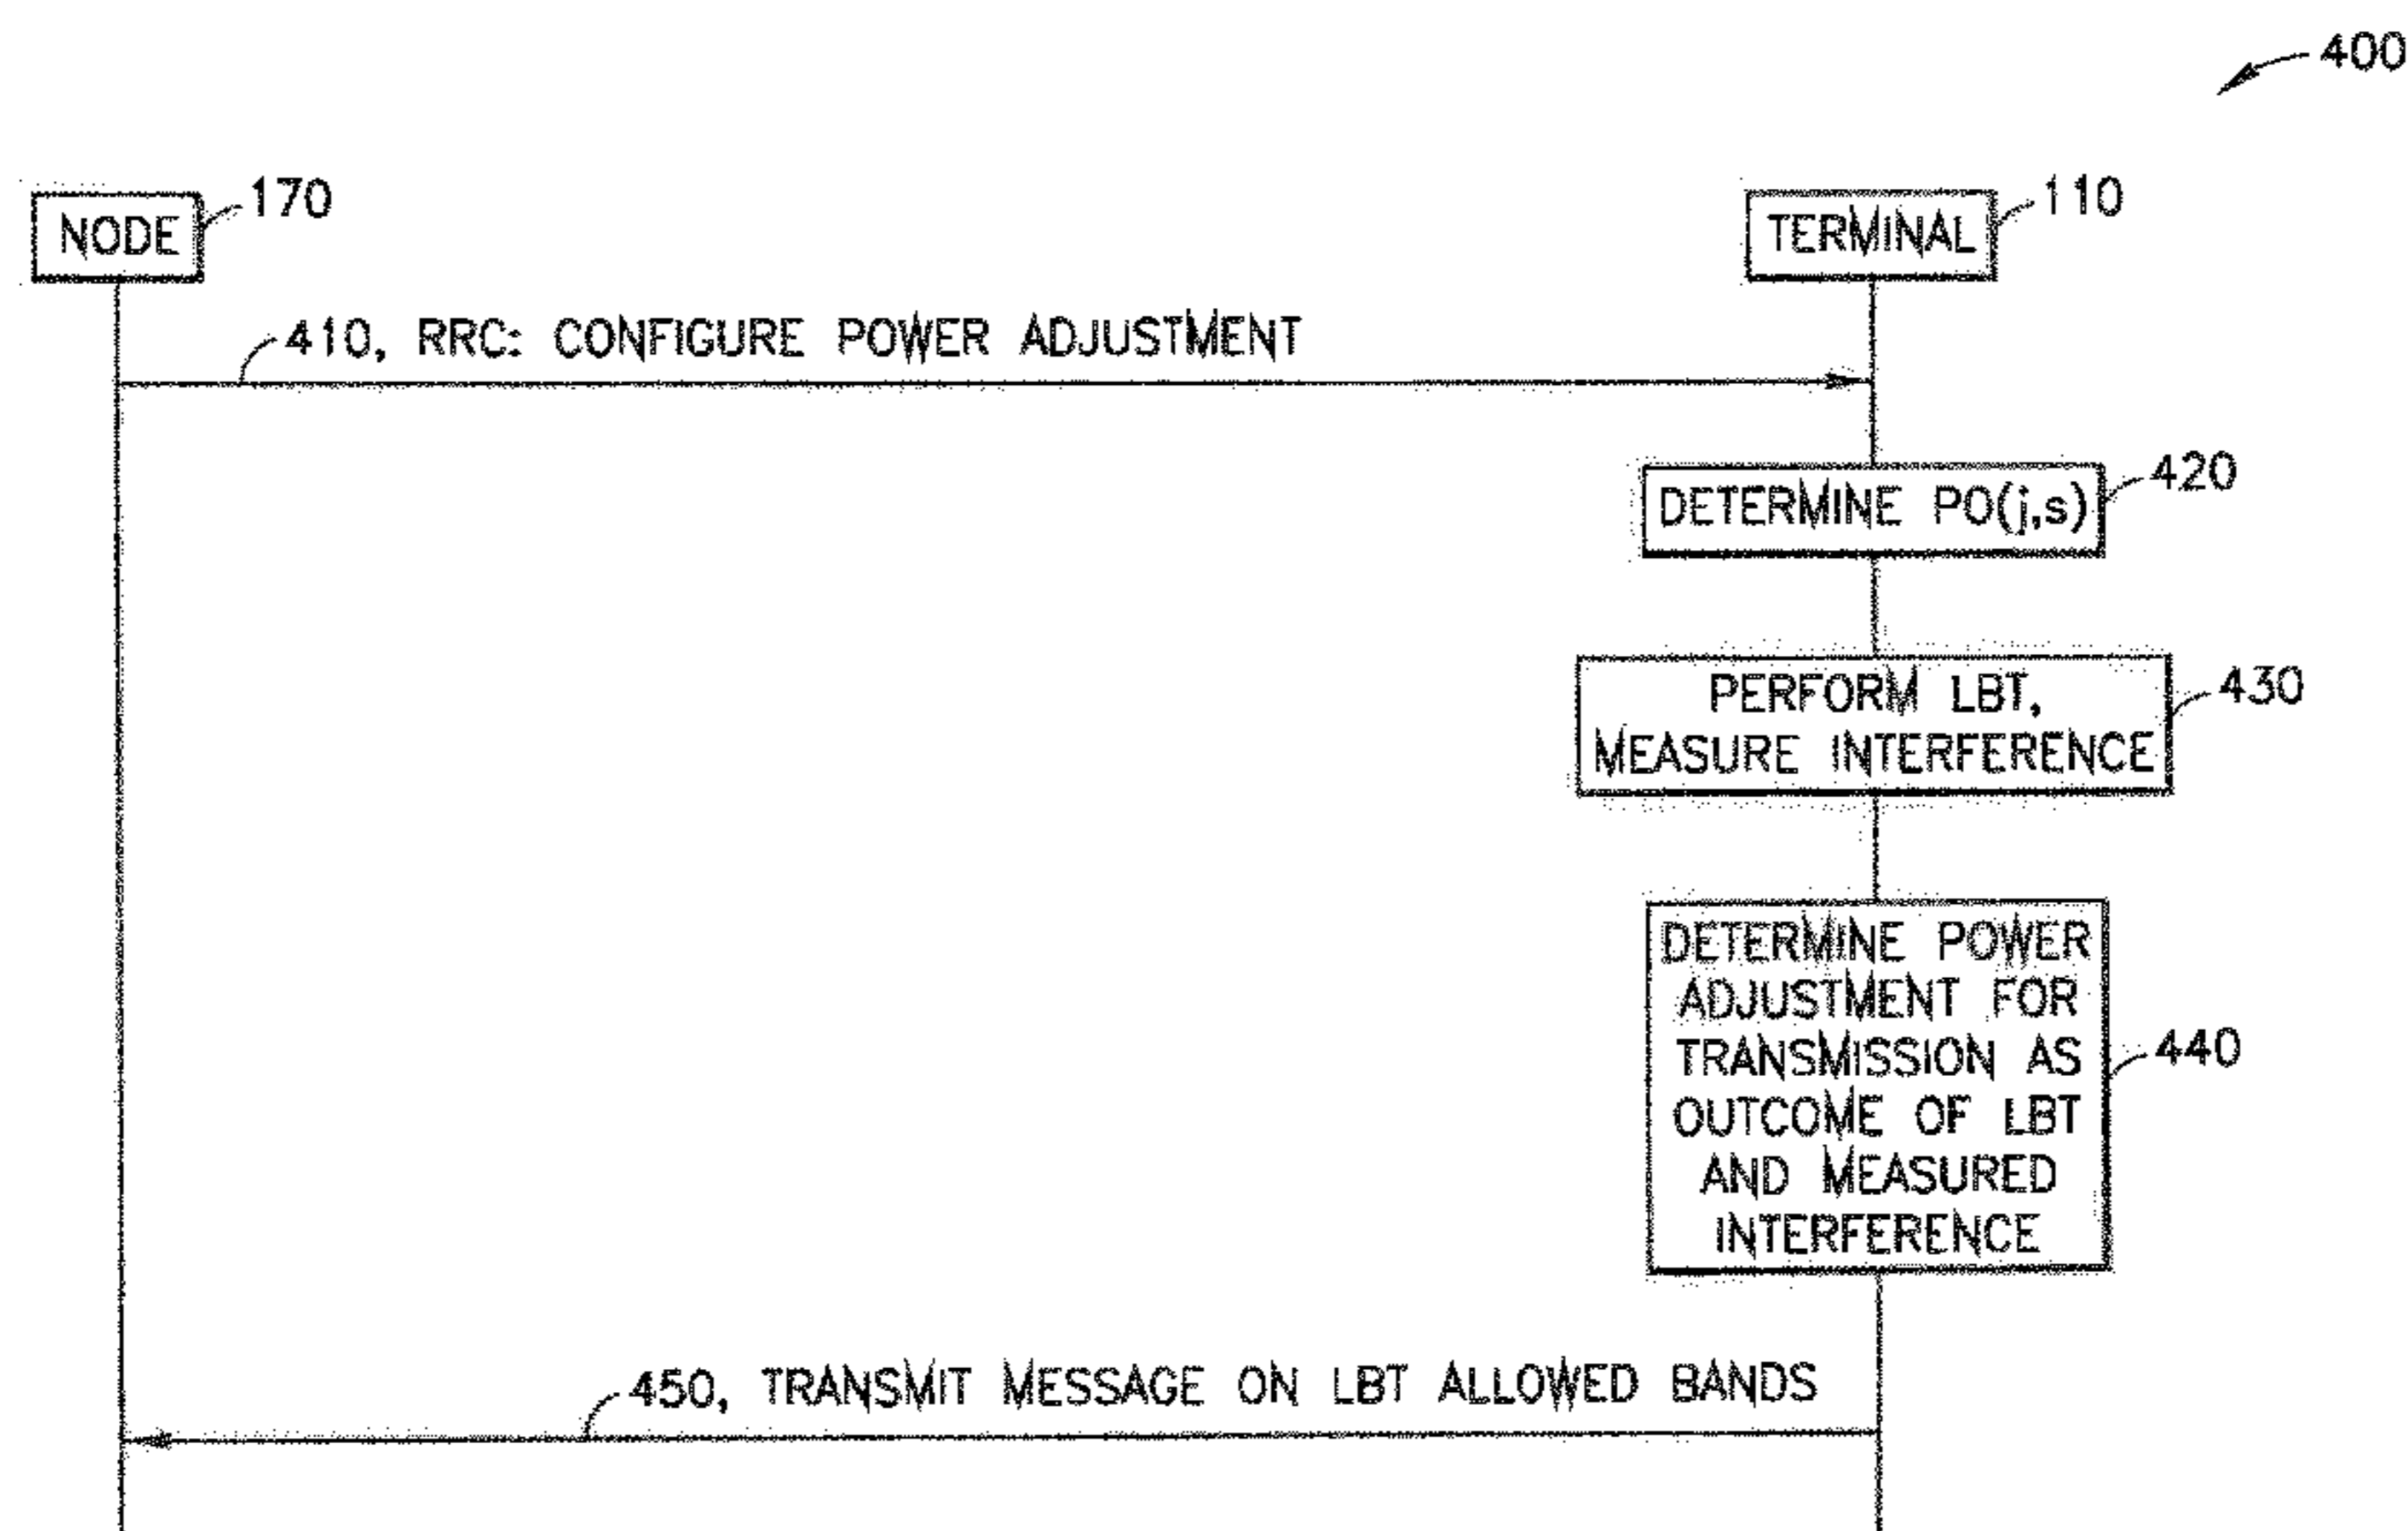 400
NODE 170
TERMINAL 110
410, RRC: CONFIGURE POWER ADJUSTMENT
DETERMINE PO(j,s) 420
PERFORM LBT, 430
MEASURE INTERFERENCE
DETERMINE POWER
ADJUSTMENT FOR
TRANSMISSION AS 440
OUTCOME OF LBT
AND MEASURED
INTERFERENCE
450, TRANSMIT MESSAGE ON LBT ALLOWED BANDS